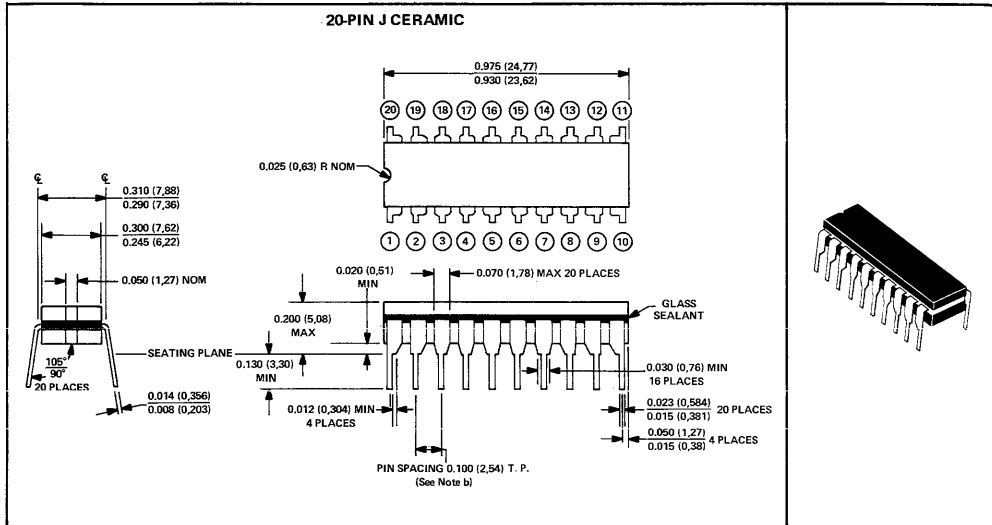 20-PIN J CERAMIC
0.975 (24,77)
0.930 (23,62)
20 19 18 17 16 15 14 13 12 11
0.025 (0,63) R NOM
℄ ℄
0.310 (7,88)
0.290 (7,36)
0.300 (7,62)
0.245 (6,22)
1 2 3 4 5 6 7 8 9 10
0.050 (1,27) NOM
0.020 (0,51)
MIN
0.070 (1,78) MAX 20 PLACES
0.200 (5,08)
MAX
GLASS
SEALANT
SEATING PLANE
105°
90°
20 PLACES
0.130 (3,30)
MIN
0.030 (0,76) MIN
16 PLACES
0.014 (0,356)
0.008 (0,203)
0.012 (0,304) MIN
4 PLACES
0.023 (0,584)
0.015 (0,381)
20 PLACES
0.050 (1,27)
0.015 (0,38)
4 PLACES
PIN SPACING 0.100 (2,54) T. P.
(See Note b)